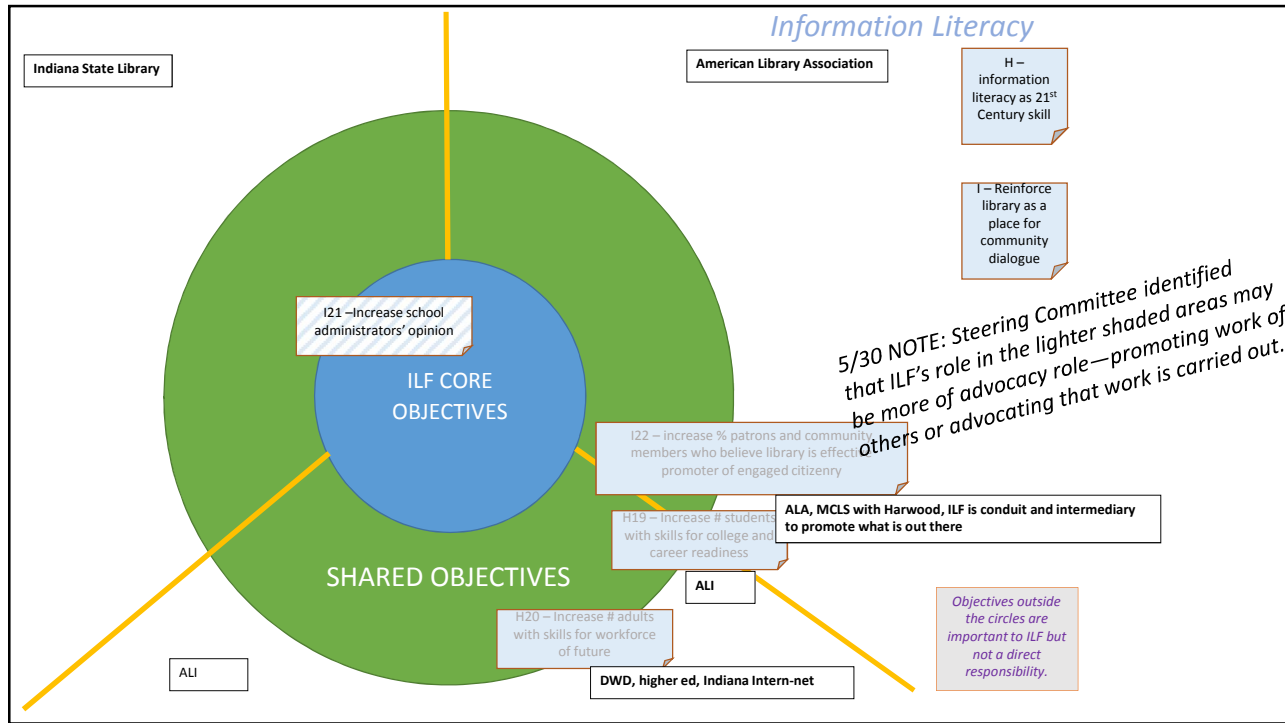 Information Literacy
Indiana State Library
American Library Association
H –
information
literacy as 21st
Century skill
I – Reinforce
library as a
place for
community
dialogue
5/30 NOTE: Steering Committee identified
that ILF's role in the lighter shaded areas may
be more of advocacy role—promoting work of
others or advocating that work is carried out.
I21 –Increase school
administrators' opinion
ILF CORE
OBJECTIVES
I22 – increase % patrons and community
members who believe library is effective
promoter of engaged citizenry
ALA, MCLS with Harwood, ILF is conduit and intermediary
to promote what is out there
H19 – Increase # students
with skills for college and
career readiness
SHARED OBJECTIVES
ALI
H20 – Increase # adults
with skills for workforce
of future
DWD, higher ed, Indiana Intern-net
ALI
Objectives outside
the circles are
important to ILF but
not a direct
responsibility.